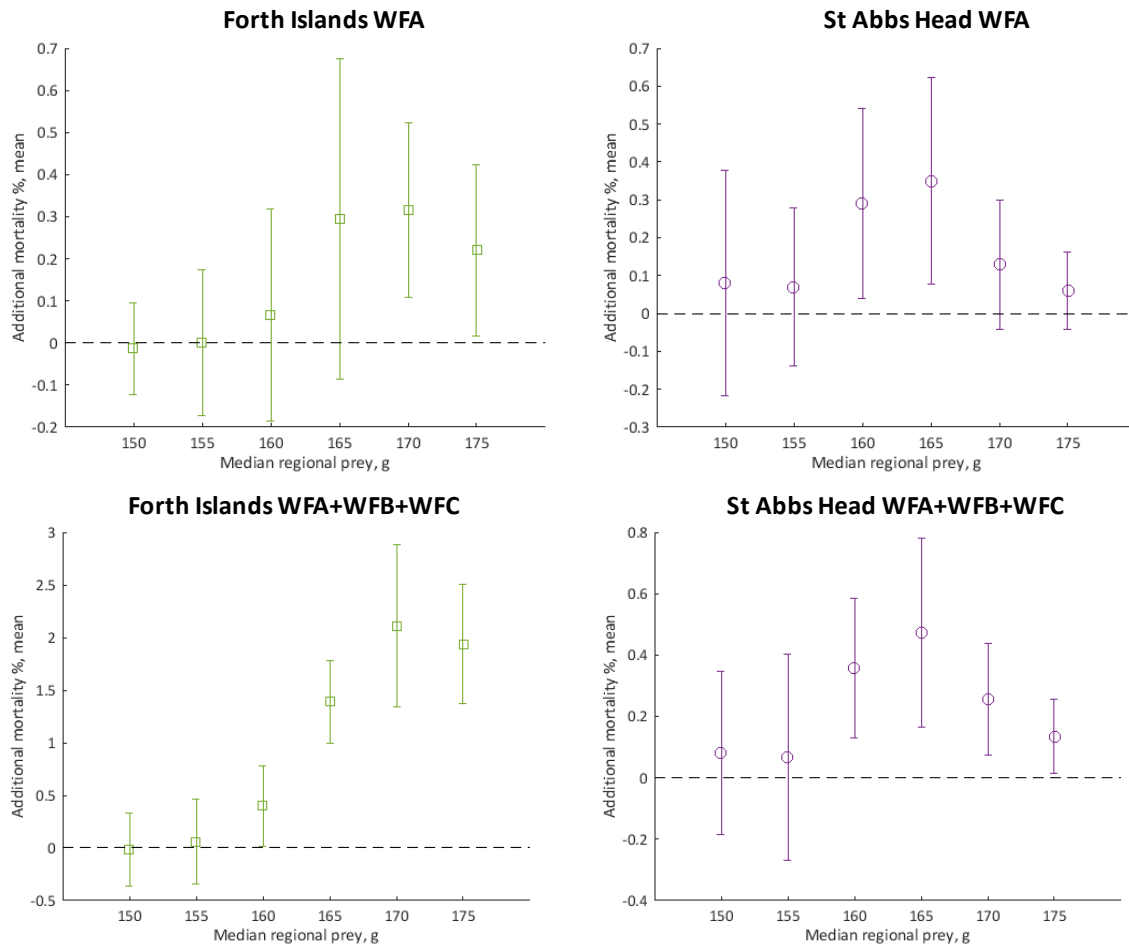 Forth Islands WFA
0.7
0.6
0.5
0.4
0.3
0.2
0.1
0
-0.1
-0.2
Additional mortality %, mean
150 155 160 165 170 175
Median regional prey, g
St Abbs Head WFA
0.7
0.6
0.5
0.4
0.3
0.2
0.1
0
-0.1
-0.2
-0.3
Additional mortality %, mean
150 155 160 165 170 175
Median regional prey, g
Forth Islands WFA+WFB+WFC
3
2.5
2
1.5
1
0.5
0
-0.5
Additional mortality %, mean
150 155 160 165 170 175
Median regional prey, g
St Abbs Head WFA+WFB+WFC
0.8
0.6
0.4
0.2
0
-0.2
-0.4
Additional mortality %, mean
150 155 160 165 170 175
Median regional prey, g